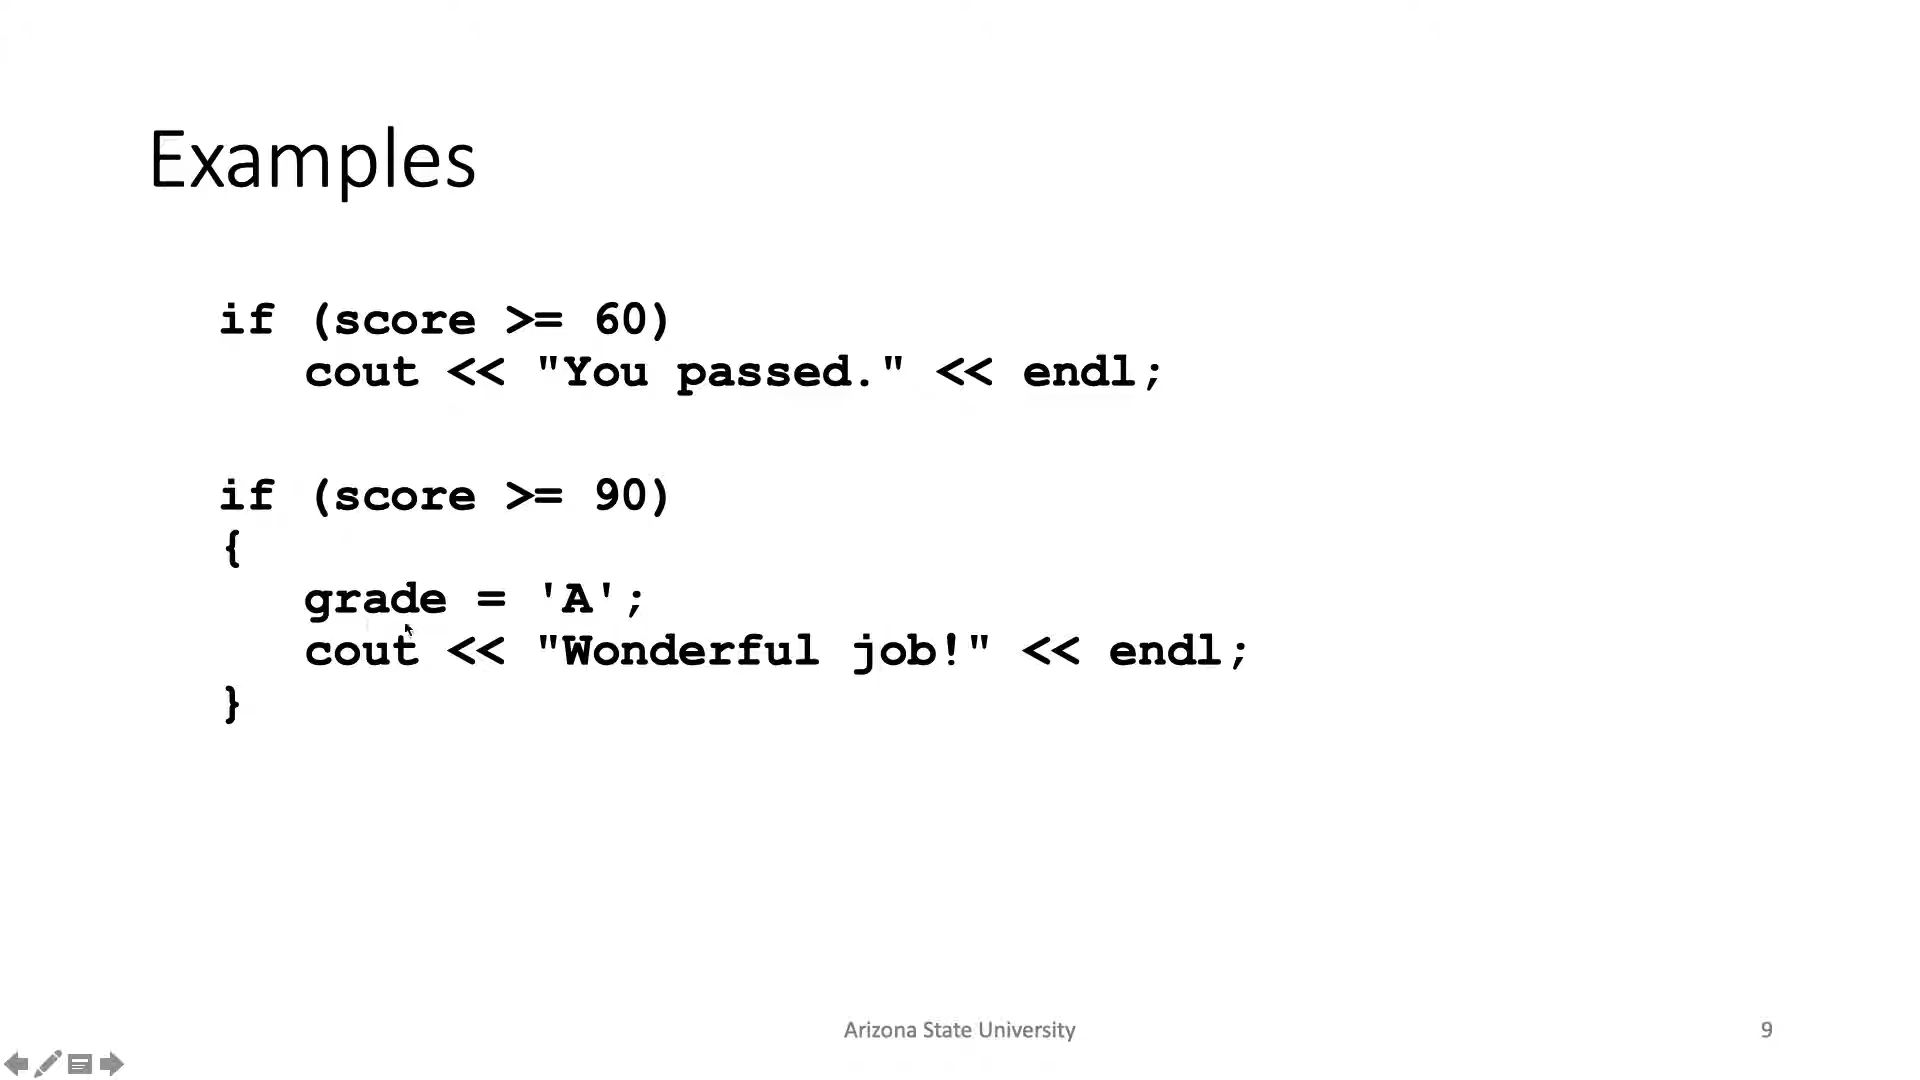 Examples
if (score >= 60)
   cout << "You passed." << endl;
if (score >= 90)
{
   grade = 'A';
   cout << "Wonderful job!" << endl;
}
Arizona State University
9